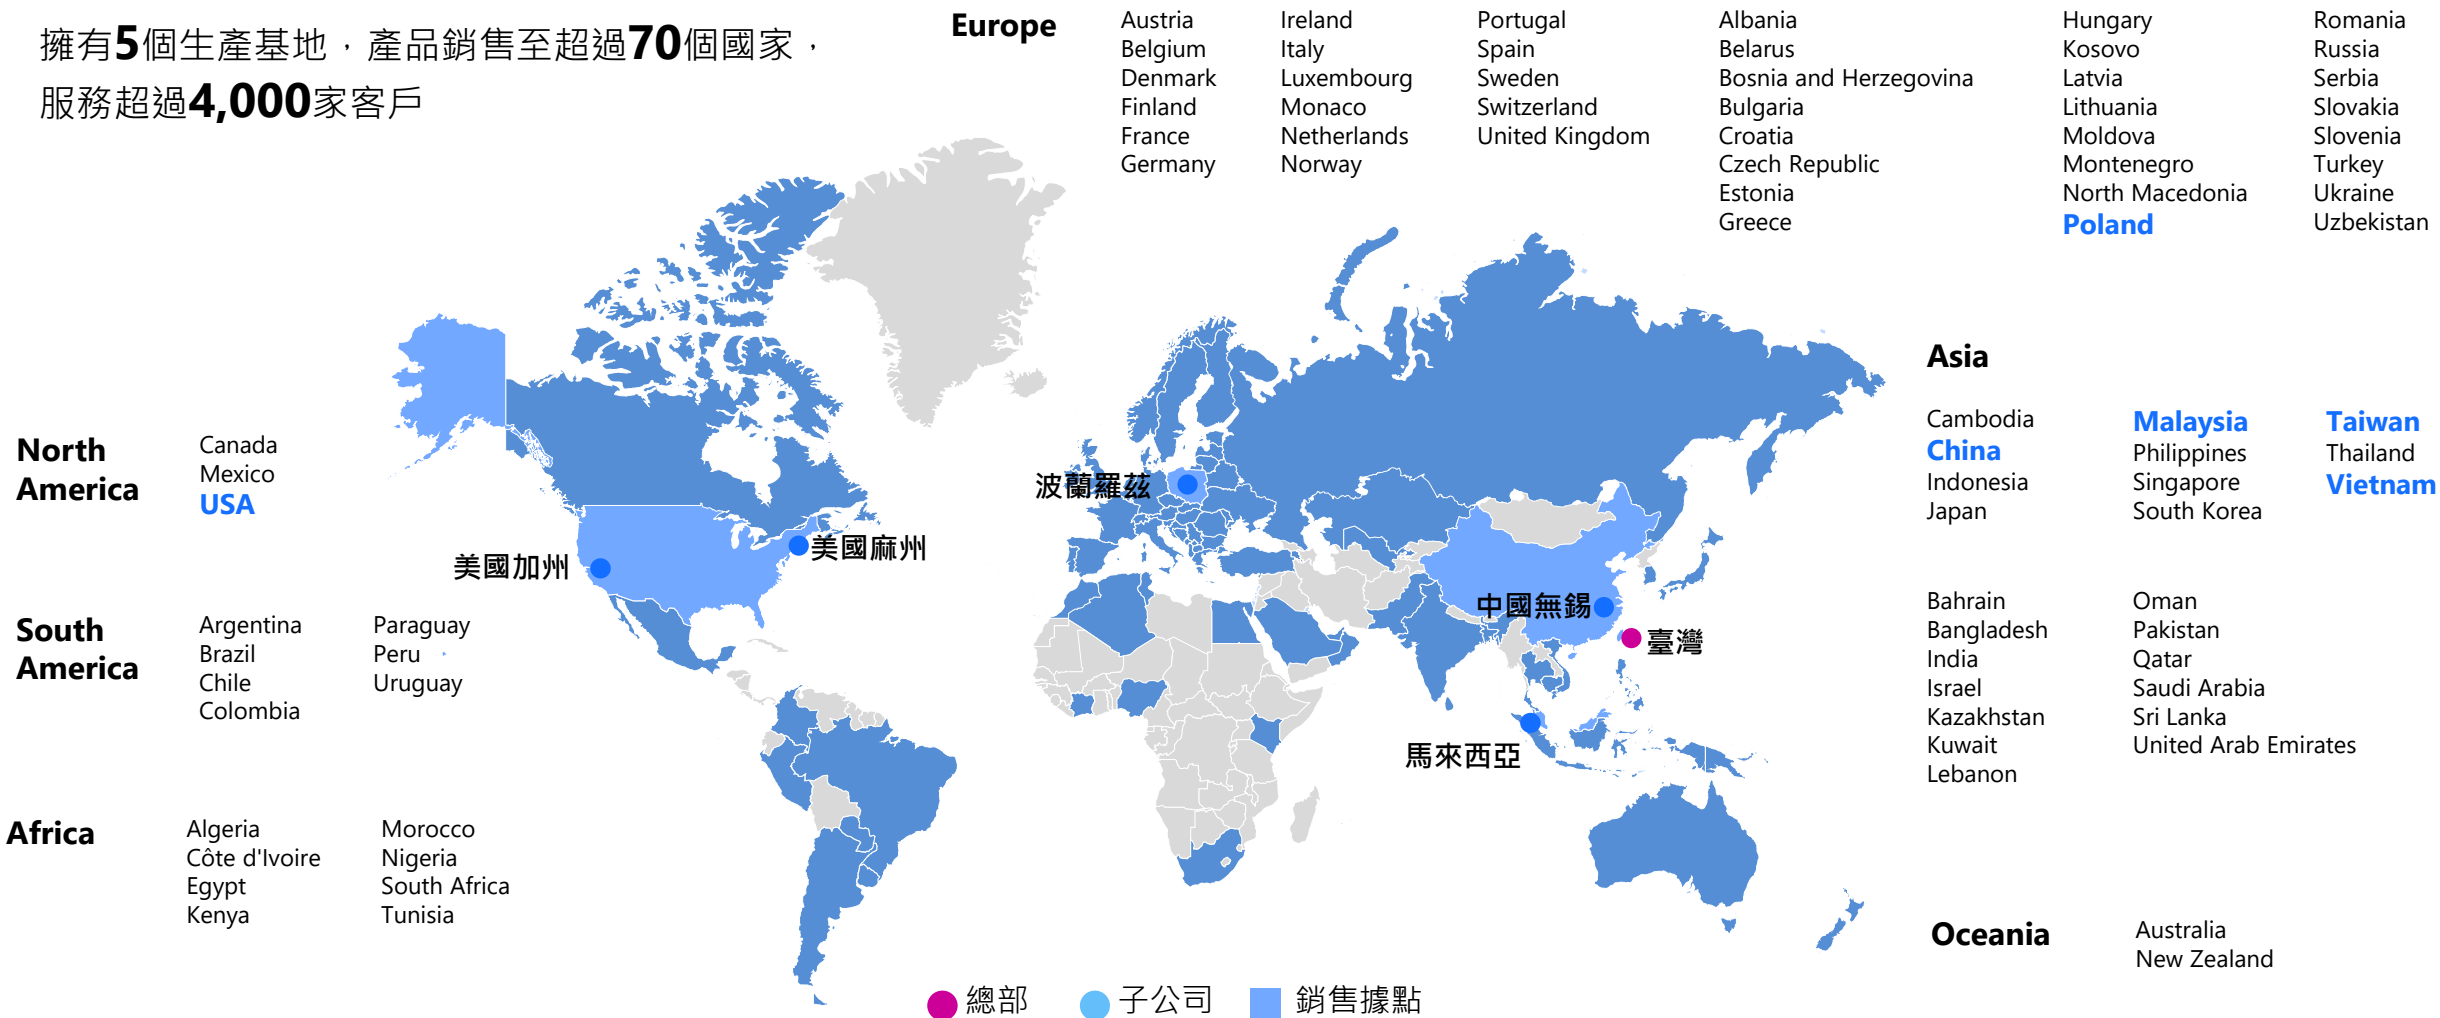 擁有5個生產基地，產品銷售至超過70個國家，
服務超過4,000家客戶
Europe
Austria
Belgium
Denmark
Finland
France
Germany
Ireland
Italy
Luxembourg
Monaco
Netherlands
Norway
Portugal
Spain
Sweden
Switzerland
United Kingdom
Albania
Belarus
Bosnia and Herzegovina
Bulgaria
Croatia
Czech Republic
Estonia
Greece
Hungary
Kosovo
Latvia
Lithuania
Moldova
Montenegro
North Macedonia
Poland
Romania
Russia
Serbia
Slovakia
Slovenia
Turkey
Ukraine
Uzbekistan
North
America
Canada
Mexico
USA
South
America
Argentina
Brazil
Chile
Colombia
Paraguay
Peru
Uruguay
Africa
Algeria
Côte d'Ivoire
Egypt
Kenya
Morocco
Nigeria
South Africa
Tunisia
美國加州
美國麻州
波蘭羅茲
中國無錫
臺灣
馬來西亞
Asia
Cambodia
China
Indonesia
Japan
Malaysia
Philippines
Singapore
South Korea
Taiwan
Thailand
Vietnam
Bahrain
Bangladesh
India
Israel
Kazakhstan
Kuwait
Lebanon
Oman
Pakistan
Qatar
Saudi Arabia
Sri Lanka
United Arab Emirates
Oceania
Australia
New Zealand
總部
子公司
銷售據點